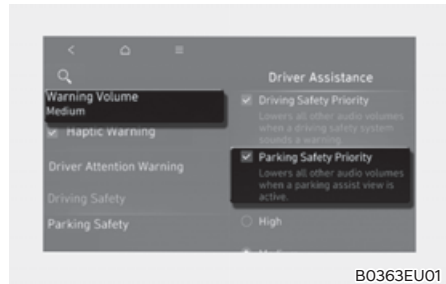 Driver Assistance
Warning Volume
Medium
Haptic Warning
Driver Attention Warning
Driving Safety
Parking Safety
Driving Safety Priority
Lowers all other audio volumes
when a driving safety system
sounds a warning.
Parking Safety Priority
Lowers all other audio volumes
when a parking assist view is
active.
High
B0363EU01